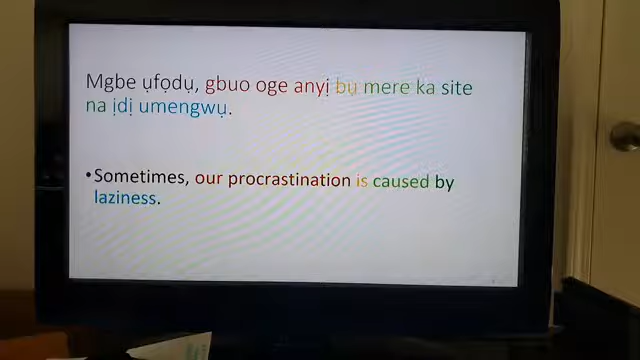 Mgbe ụfọdụ, gbuo oge anyị bụ mere ka site
na ịdị umengwụ.
•Sometimes, our procrastination is caused by
laziness.